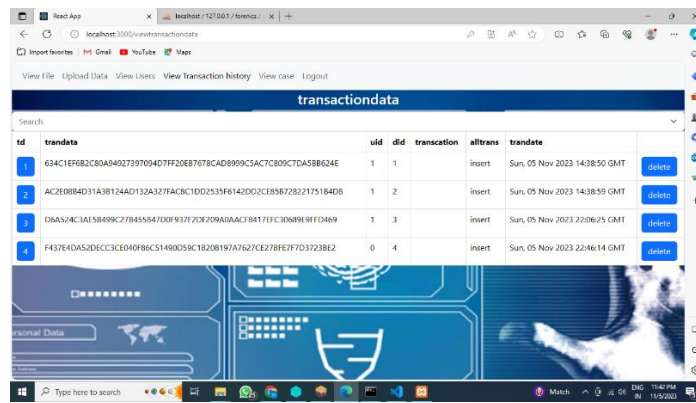 React App
localhost / 127.0.0.1 / forenics /
localhost:3000/viewtransactiondata
Import favorites Gmail YouTube Maps
View File Upload Data View Users View Transaction history View case Logout
transactiondata
Search
td trandata uid did transcation alltrans trandate
1 634C1EF6B2C80A94927397094D7FF20EB7678CAD8999C5AC7C809C7DA5BB624E 1 1 insert Sun, 05 Nov 2023 14:38:50 GMT delete
2 AC2E08B4D31A3B124AD132A327FACBC1DD2535F6142DD2CE85B728221751B4DB 1 2 insert Sun, 05 Nov 2023 14:38:59 GMT delete
3 D6A524C3AE5B499C27B455847D0F937F2DF209A0AACF8417EFC30689E9FFD469 1 3 insert Sun, 05 Nov 2023 22:06:25 GMT delete
4 F437E4DA52DECC3CE040FB6C51490D59C1B208197A7627CE27BFE7F7D3723BE2 0 4 insert Sun, 05 Nov 2023 22:46:14 GMT delete
ersonal Data
Type here to search
Match
ENG 11:42 PM
IN 11/5/2023